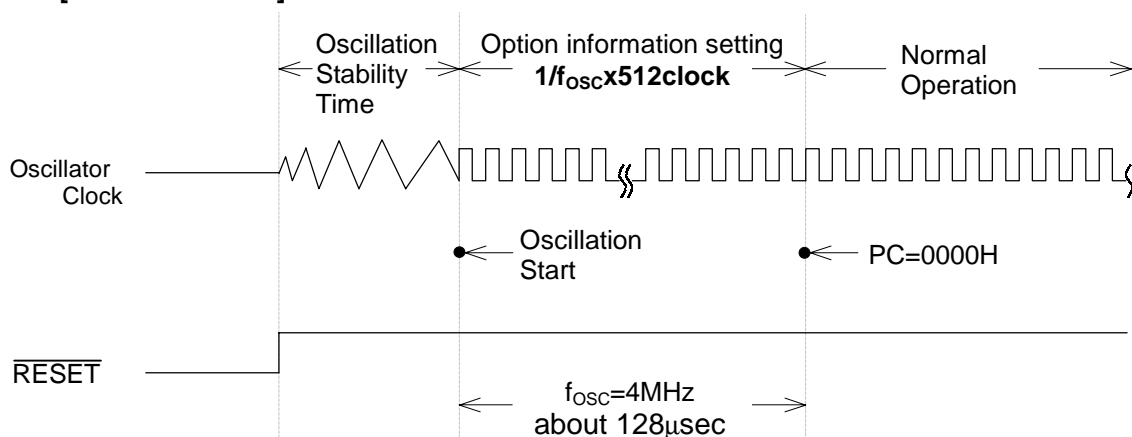 Oscillation
Stability
Time
Option information setting
1/fOSCx512clock
Normal
Operation
Oscillator
Clock
Oscillation
Start
PC=0000H
RESET
fOSC=4MHz
about 128μsec